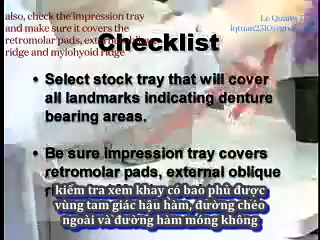 also, check the impression tray
and make sure it covers the
retromolar pads, external oblique
ridge and mylohyoid ridge
Checklist
• Select stock tray that will cover
all landmarks indicating denture
bearing areas.
• Be sure impression tray covers
retromolar pads, external oblique
kiểm tra xem khay có bao phủ được
vùng tam giác hậu hàm, đường chéo
ngoài và đường hàm móng không